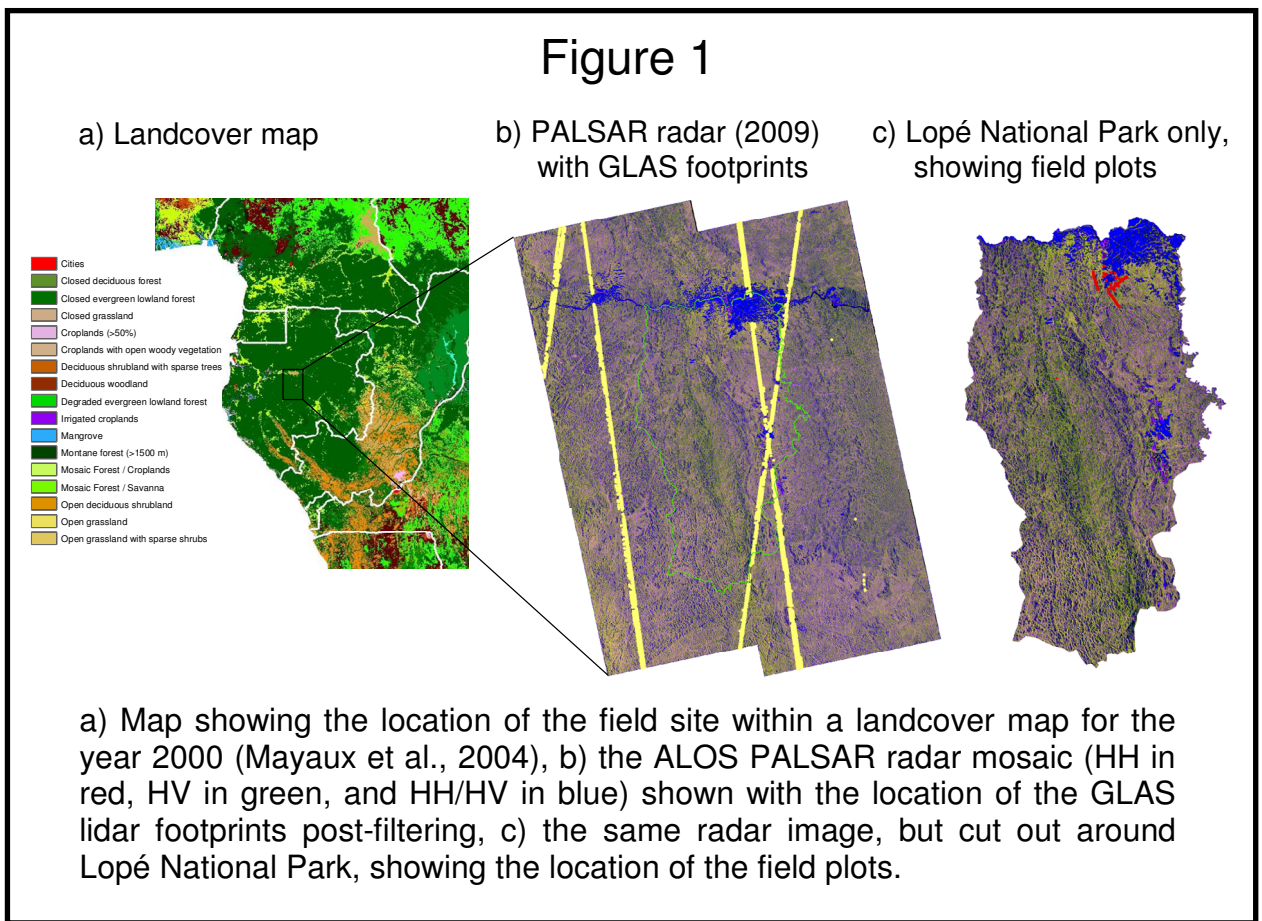 Figure 1
a) Landcover map
b) PALSAR radar (2009)
with GLAS footprints
c) Lopé National Park only,
showing field plots
Cities
Closed deciduous forest
Closed evergreen lowland forest
Closed grassland
Croplands (>50%)
Croplands with open woody vegetation
Deciduous shrubland with sparse trees
Deciduous woodland
Degraded evergreen lowland forest
Irrigated croplands
Mangrove
Montane forest (>1500 m)
Mosaic Forest / Croplands
Mosaic Forest / Savanna
Open deciduous shrubland
Open grassland
Open grassland with sparse shrubs
a) Map showing the location of the field site within a landcover map for the
year 2000 (Mayaux et al., 2004), b) the ALOS PALSAR radar mosaic (HH in
red, HV in green, and HH/HV in blue) shown with the location of the GLAS
lidar footprints post-filtering, c) the same radar image, but cut out around
Lopé National Park, showing the location of the field plots.